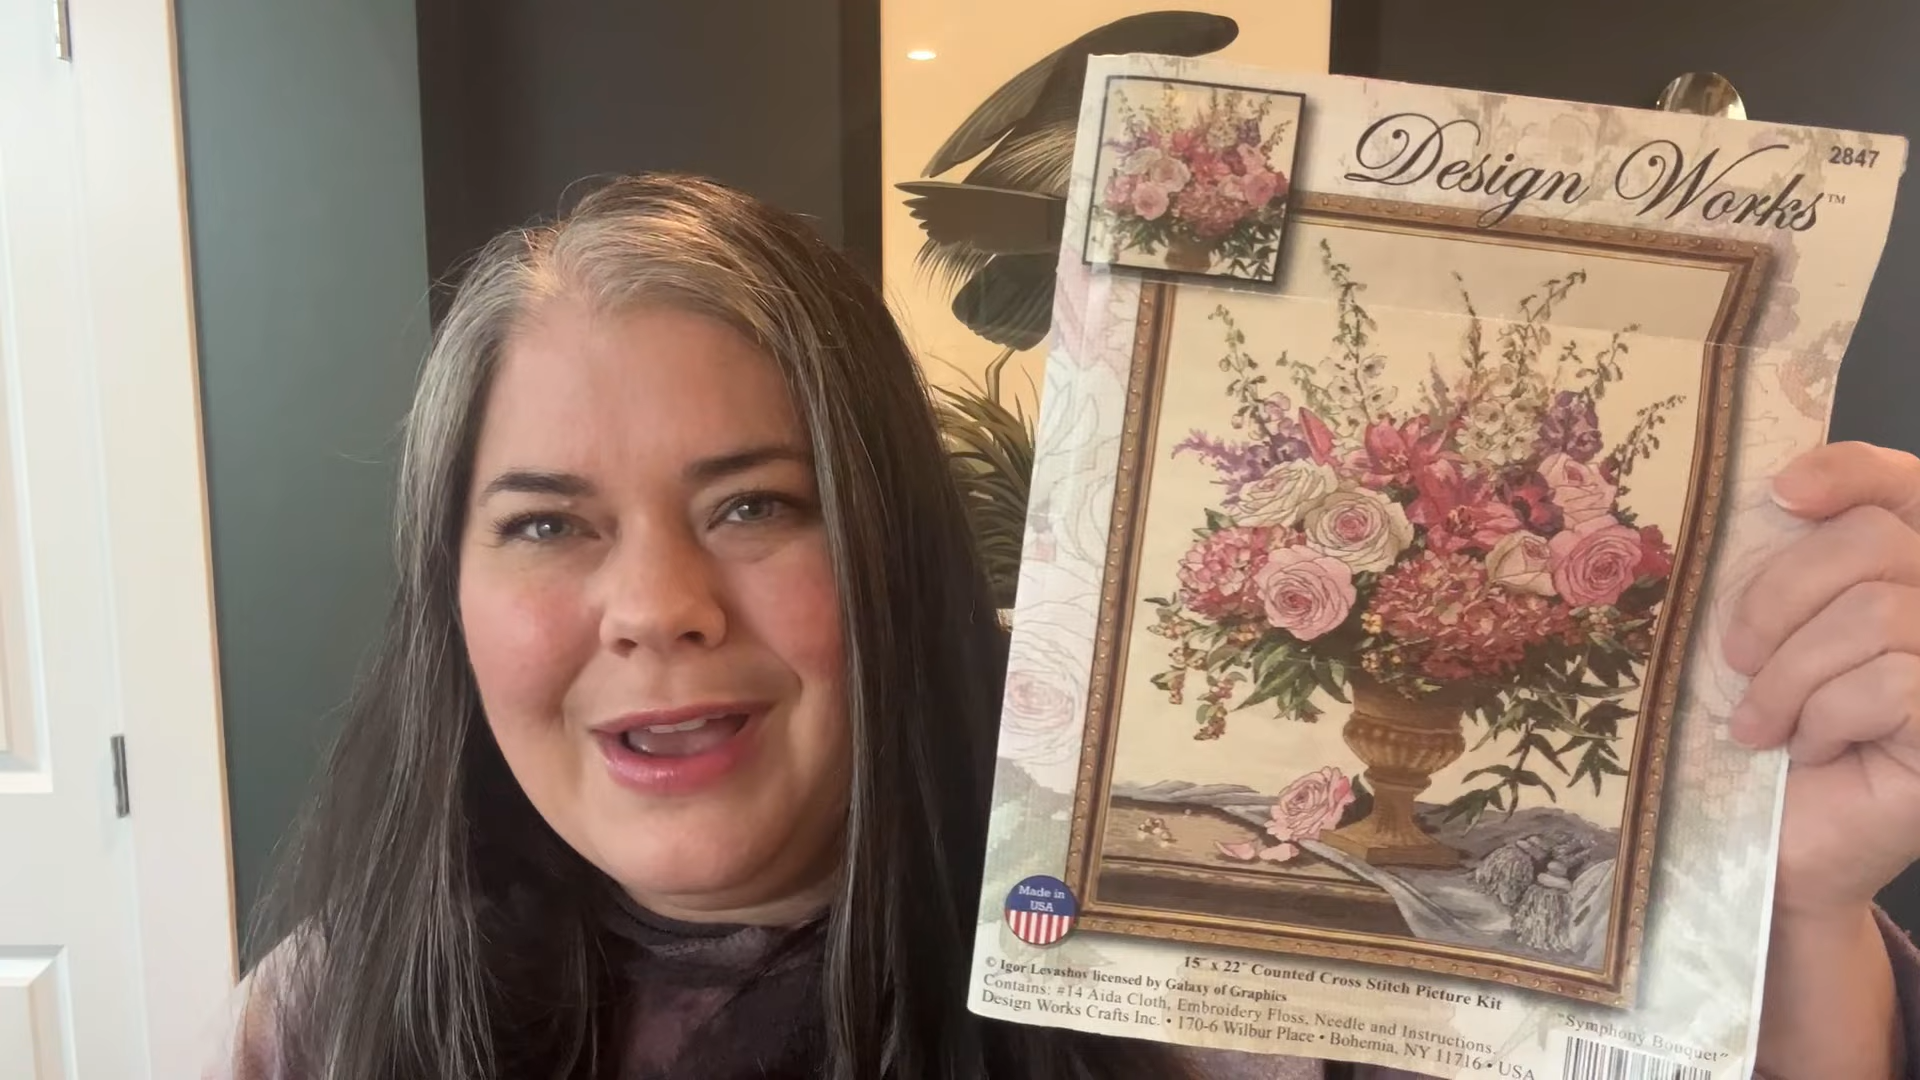 Design Works™
2847
Made in
USA
15" x 22" Counted Cross Stitch Picture Kit
© Igor Levashov licensed by Galaxy of Graphics
Contains: #14 Aida Cloth, Embroidery Floss, Needle and Instructions.
Design Works Crafts Inc. • 170-6 Wilbur Place • Bohemia, NY 11716 • USA
"Symphony Bouquet"